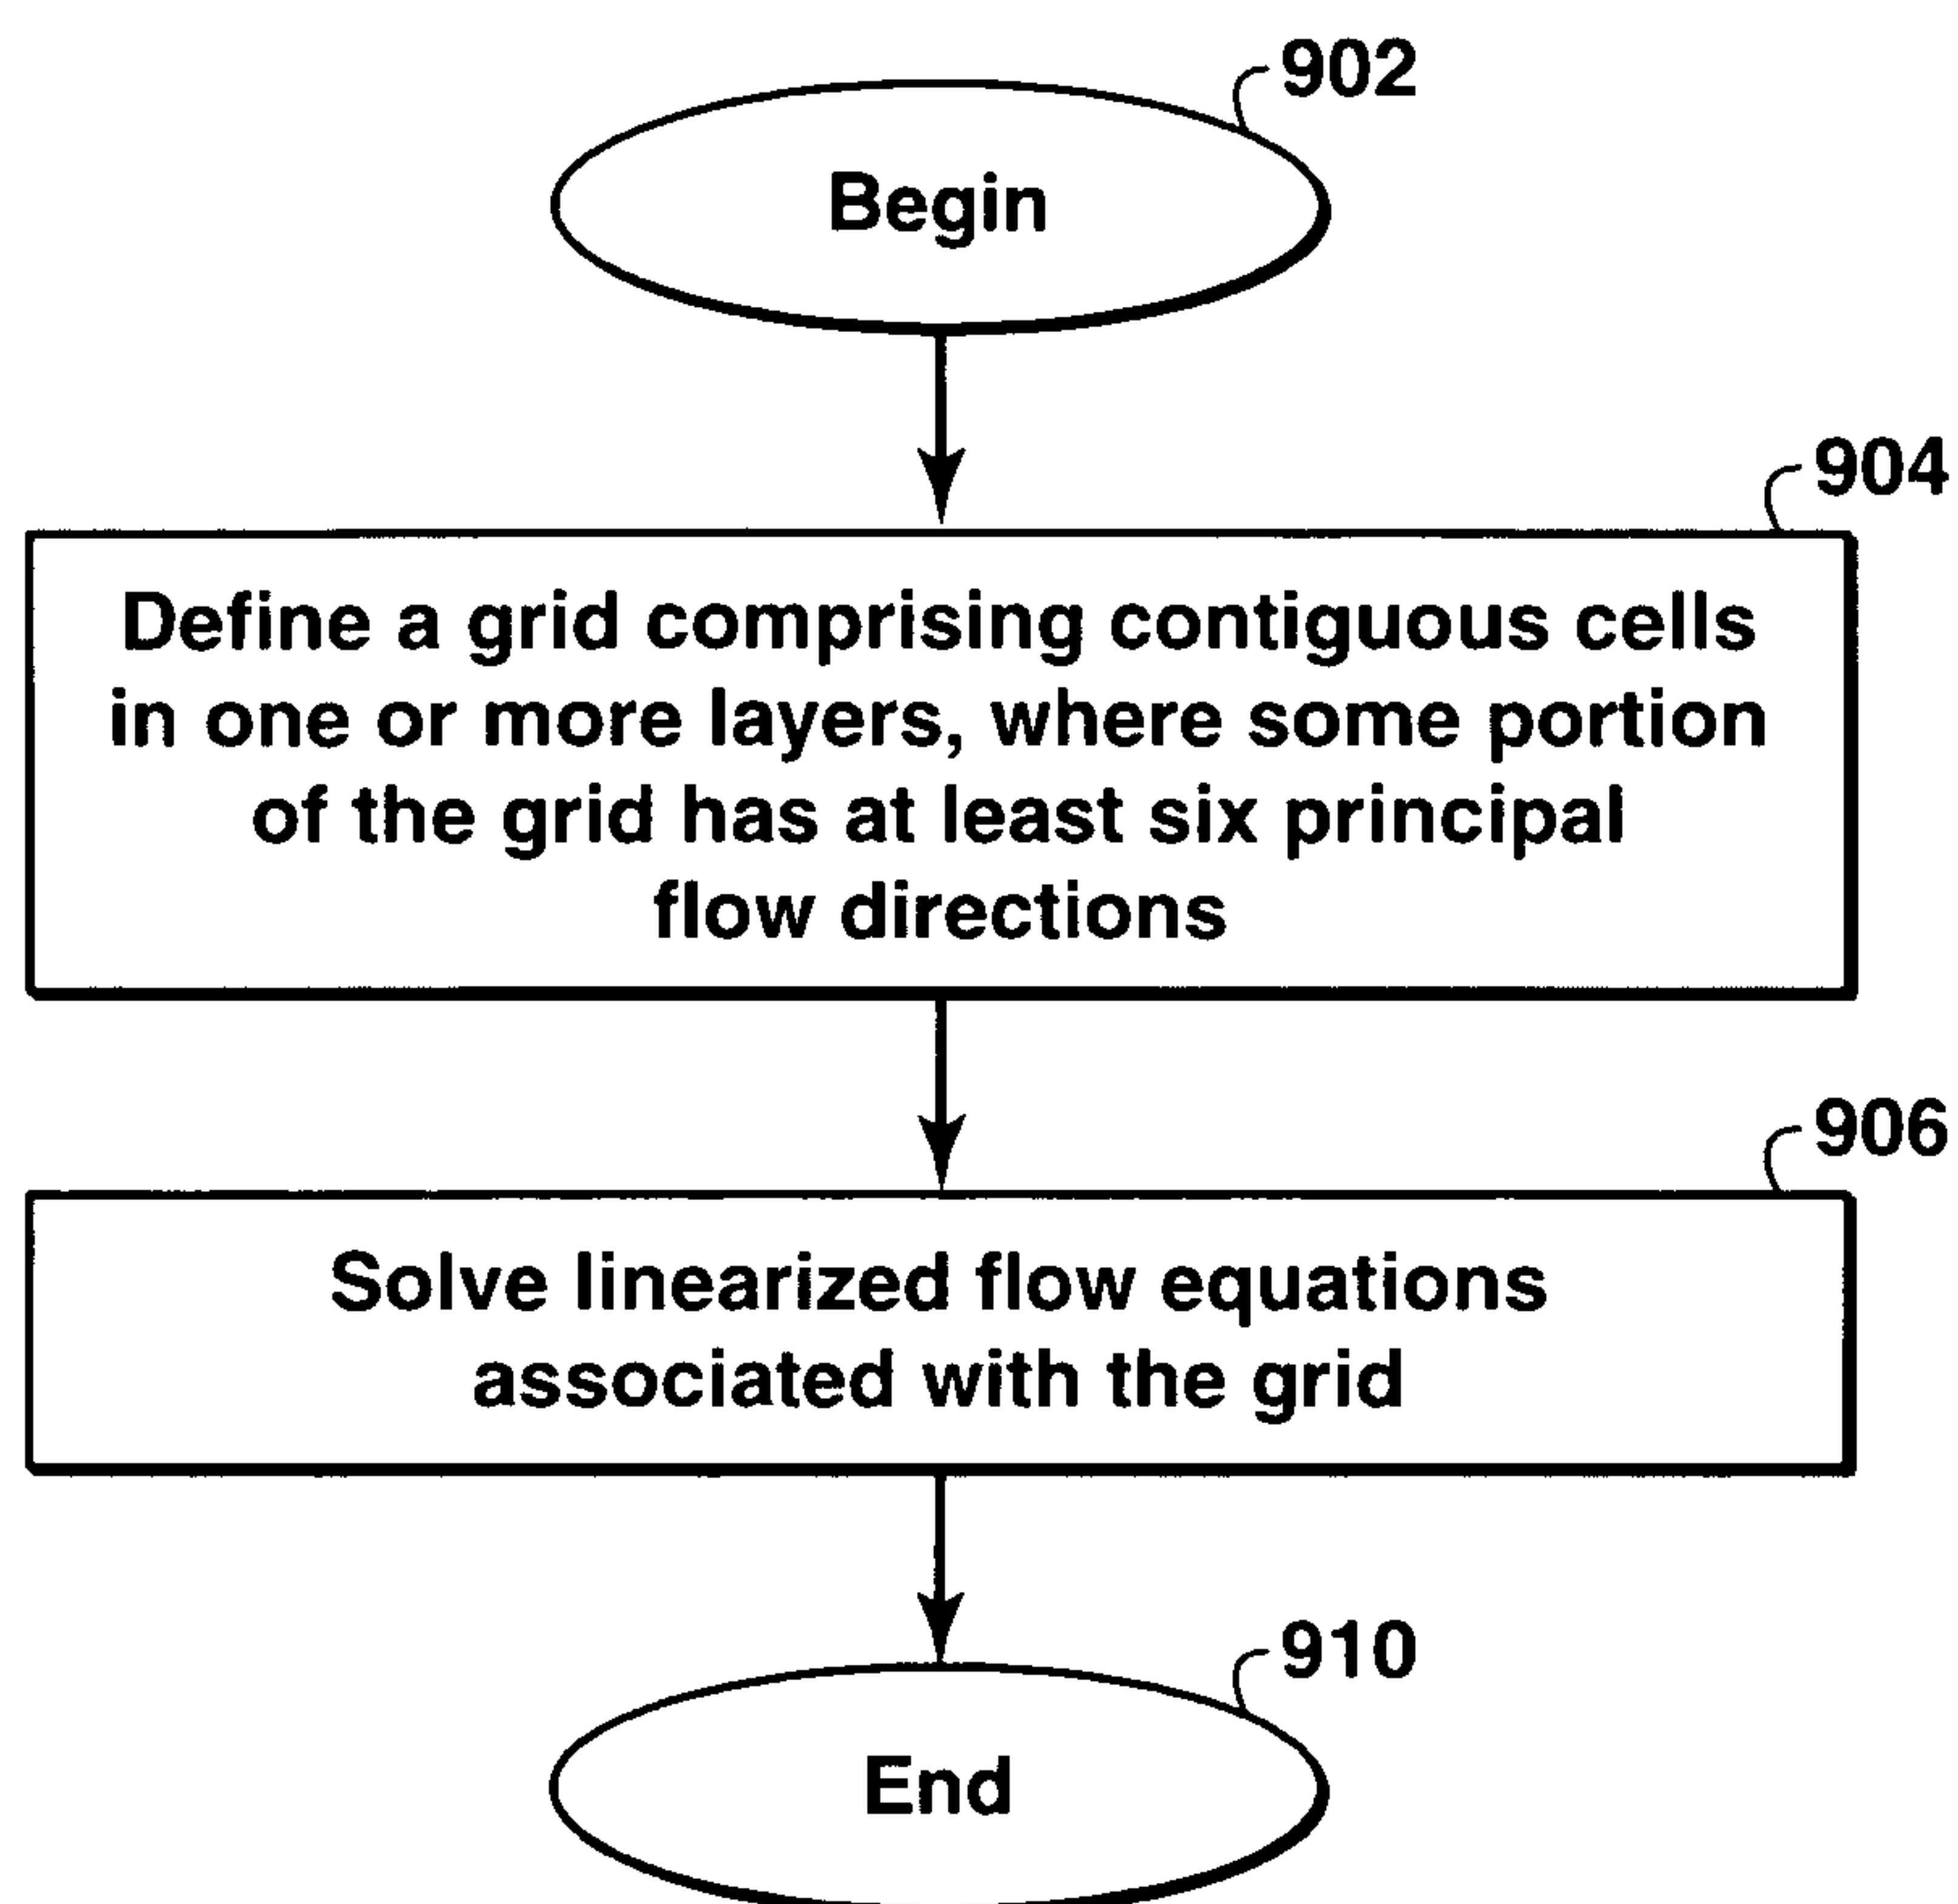 902
Begin
904
Define a grid comprising contiguous cells
in one or more layers, where some portion
of the grid has at least six principal
flow directions
906
Solve linearized flow equations
associated with the grid
910
End